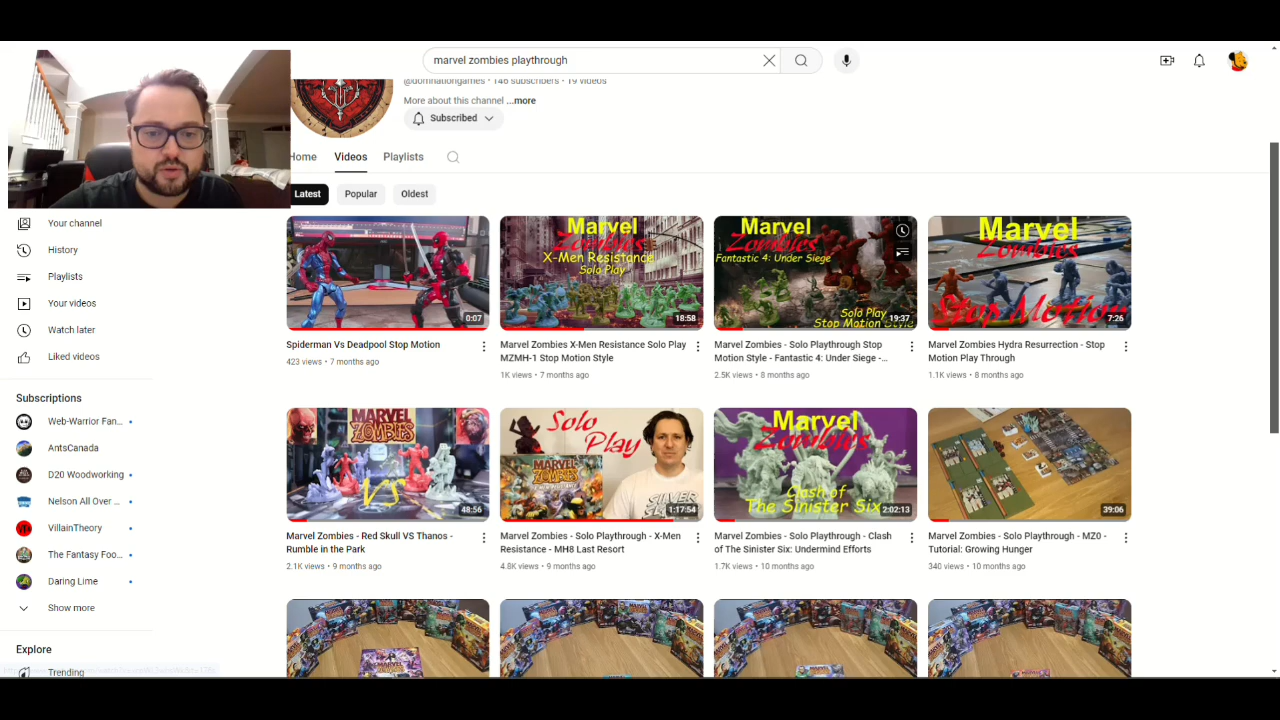 marvel zombies playthrough
@domnationgames • 146 subscribers • 19 videos
More about this channel ...more
Subscribed
Home Videos Playlists
Latest Popular Oldest
Your channel
History
Playlists
Your videos
Watch later
Liked videos
Subscriptions
Web-Warrior Fan...
AntsCanada
D20 Woodworking
Nelson All Over ...
VillainTheory
The Fantasy Foo...
Daring Lime
Show more
Explore
Trending
0:07
Spiderman Vs Deadpool Stop Motion
423 views • 7 months ago
Marvel
Zombies
X-Men Resistance
Solo Play
18:58
Marvel Zombies X-Men Resistance Solo Play
MZMH-1 Stop Motion Style
1K views • 7 months ago
Marvel
Zombies
Fantastic 4: Under Siege
Solo Play
Stop Motion Style
19:37
Marvel Zombies - Solo Playthrough Stop
Motion Style - Fantastic 4: Under Siege -...
2.5K views • 8 months ago
Marvel
Zombies
Stop Motion
7:26
Marvel Zombies Hydra Resurrection - Stop
Motion Play Through
1.1K views • 8 months ago
MARVEL
ZOMBIES
VS
48:56
Marvel Zombies - Red Skull VS Thanos -
Rumble in the Park
2.1K views • 9 months ago
Solo
Play
MARVEL
ZOMBIES
SILVER
1:17:54
Marvel Zombies - Solo Playthrough - X-Men
Resistance - MH8 Last Resort
4.8K views • 9 months ago
Marvel
Zombies
Clash of
The Sinister Six
2:02:13
Marvel Zombies - Solo Playthrough - Clash
of The Sinister Six: Undermind Efforts
1.7K views • 10 months ago
39:06
Marvel Zombies - Solo Playthrough - MZ0 -
Tutorial: Growing Hunger
340 views • 10 months ago
MARVEL
ZOMBIES